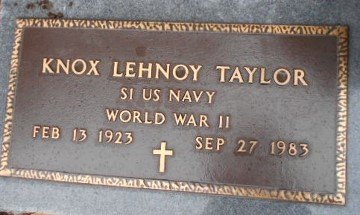 KNOX LEHNOY TAYLOR
S1 US NAVY
WORLD WAR II
FEB 13 1923 SEP 27 1983